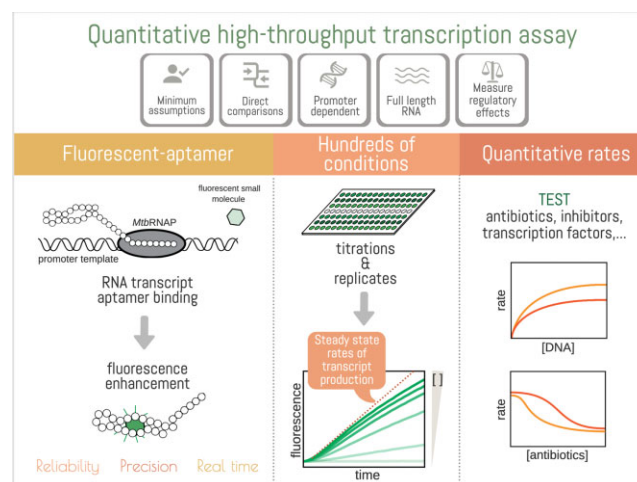 Quantitative high-throughput transcription assay
Minimum
assumptions
Direct
comparisons
Promoter
dependent
Full length
RNA
Measure
regulatory
effects
Fluorescent-aptamer
fluorescent small
molecule
MtbRNAP
promoter template
RNA transcript
aptamer binding
fluorescence
enhancement
Reliability Precision Real time
Hundreds of
conditions
titrations
&
replicates
Steady state
rates of
transcript
production
[ ]
fluorescence
time
Quantitative rates
TEST
antibiotics, inhibitors,
transcription factors,...
rate
[DNA]
rate
[antibiotics]